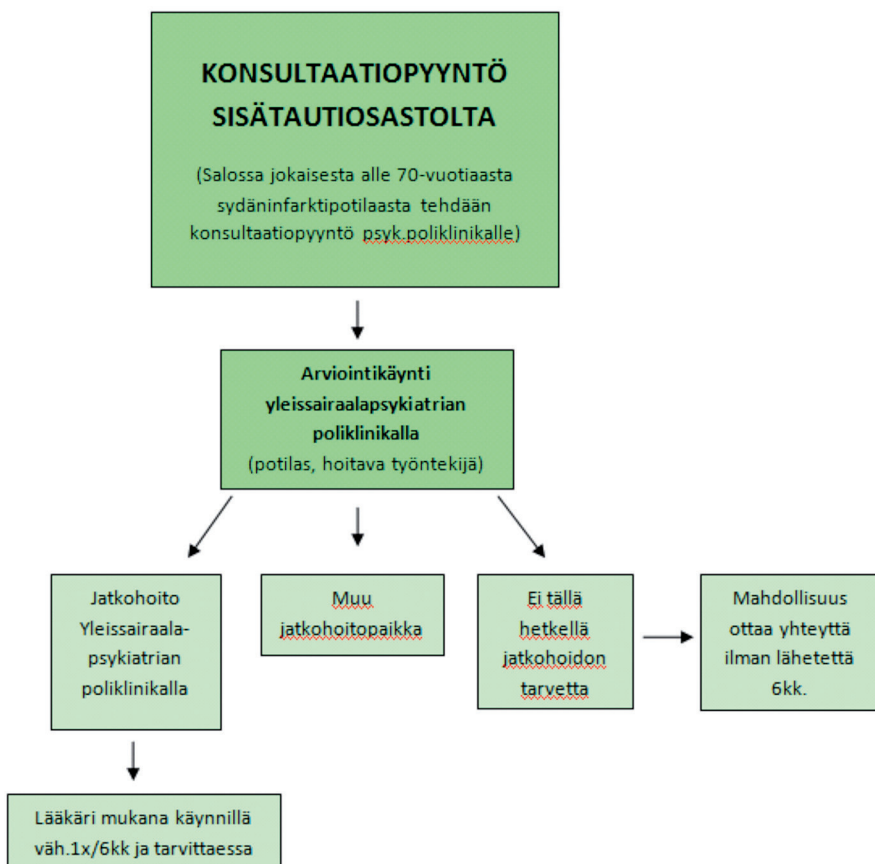 KONSULTAATIOPYYNTÖ
SISÄTAUTIOSASTOLTA
(Salossa jokaisesta alle 70-vuotiaasta
sydäninfarktipotilaasta tehdään
konsultaatiopyyntö psyk.poliklinikalle)
Arviointikäynti
yleissairaalapsykiatrian
poliklinikalla
(potilas, hoitava työntekijä)
Jatkohoito
Yleissairaala-
psykiatrian
poliklinikalla
Muu
jatkohoitopaikka
Ei tällä
hetkellä
jatkohoidon
tarvetta
Mahdollisuus
ottaa yhteyttä
ilman lähetettä
6kk.
Lääkäri mukana käynnillä
väh.1x/6kk ja tarvittaessa